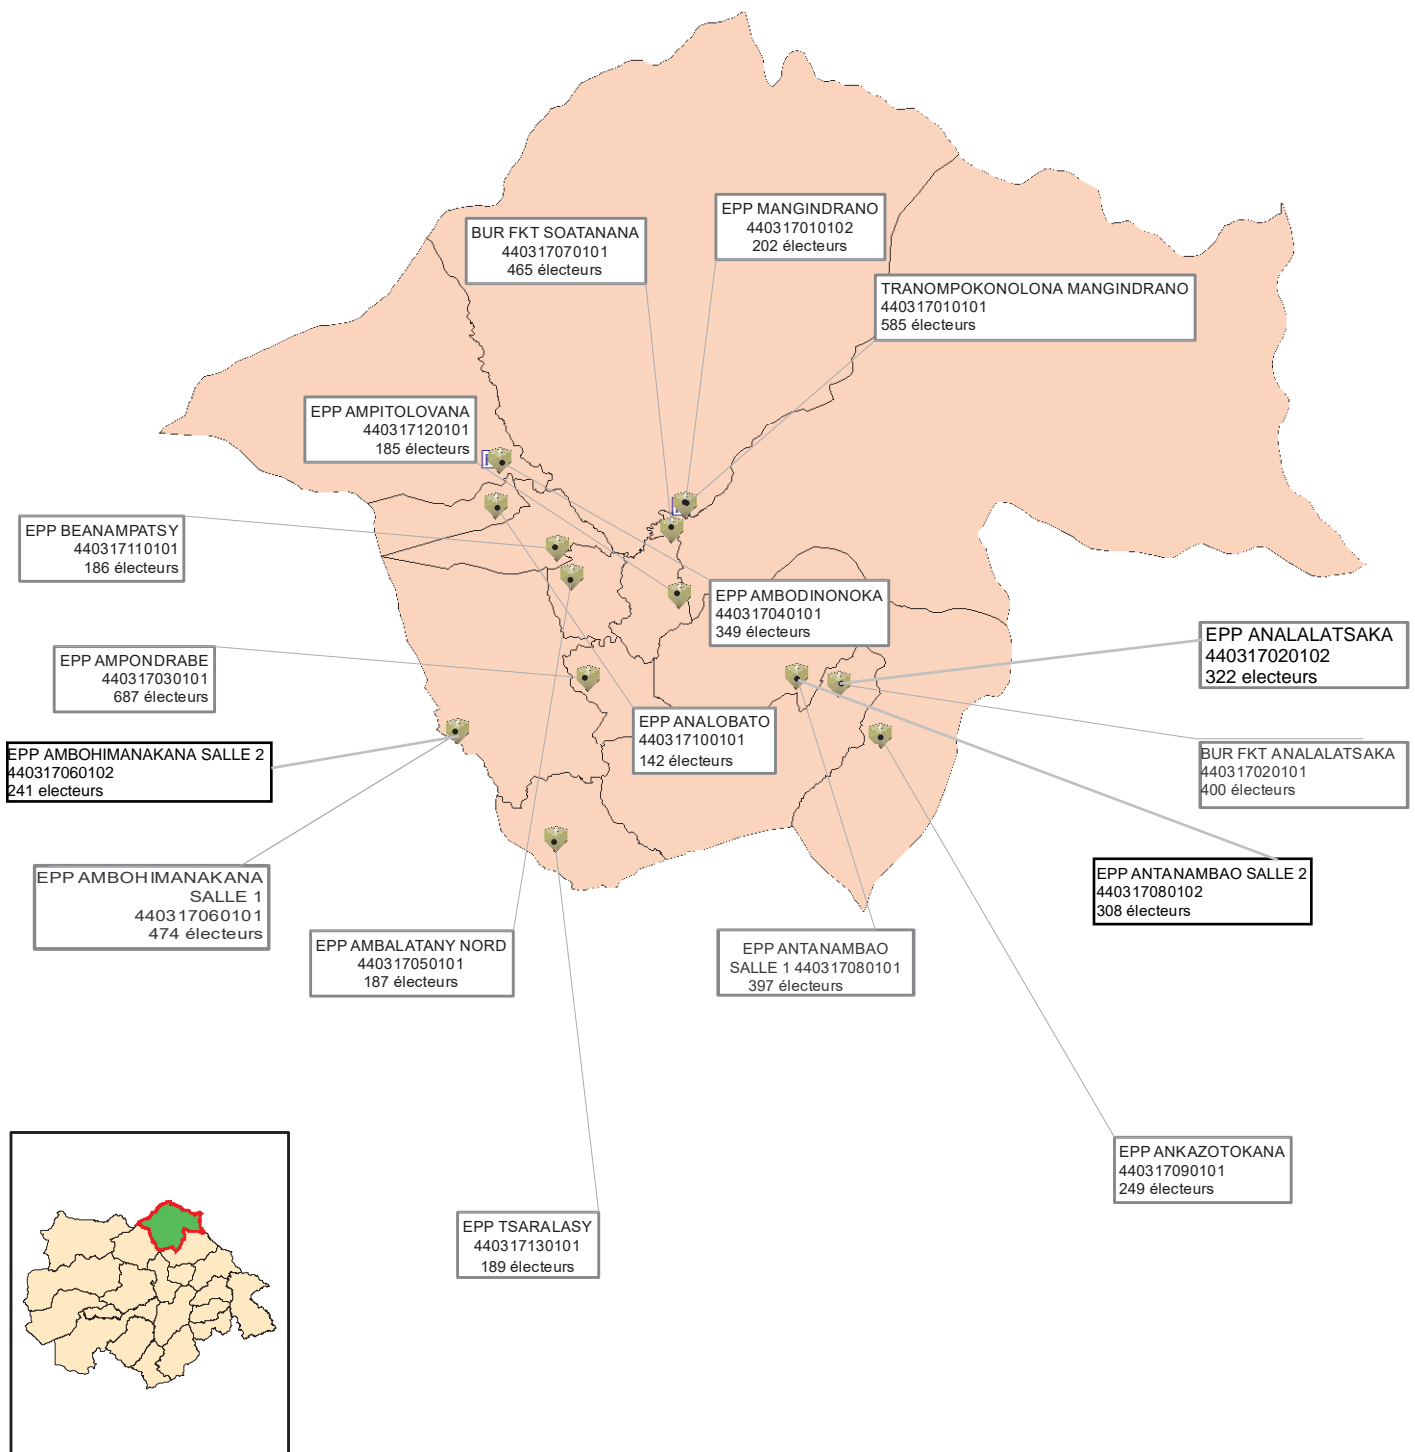 EPP MANGINDRANO
440317010102
202 électeurs
BUR FKT SOATANANA
440317070101
465 électeurs
TRANOMPOKONOLONA MANGINDRANO
440317010101
585 électeurs
EPP AMPITOLOVANA
440317120101
185 électeurs
EPP BEANAMPATSY
440317110101
186 électeurs
EPP AMBODINONOKA
440317040101
349 électeurs
EPP ANALALATSAKA
440317020102
322 electeurs
EPP AMPONDRABE
440317030101
687 électeurs
EPP ANALOBATO
440317100101
142 électeurs
EPP AMBOHIMANAKANA SALLE 2
440317060102
241 electeurs
BUR FKT ANALALATSAKA
440317020101
400 électeurs
EPP AMBOHIMANAKANA
SALLE 1
440317060101
474 électeurs
EPP ANTANAMBAO SALLE 2
440317080102
308 électeurs
EPP AMBALATANY NORD
440317050101
187 électeurs
EPP ANTANAMBAO
SALLE 1 440317080101
397 électeurs
EPP ANKAZOTOKANA
440317090101
249 électeurs
EPP TSARALASY
440317130101
189 électeurs